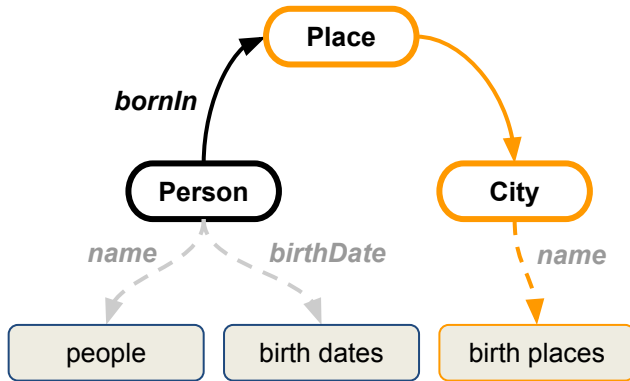 Place
bornIn
Person
City
name
birthDate
name
people
birth dates
birth places